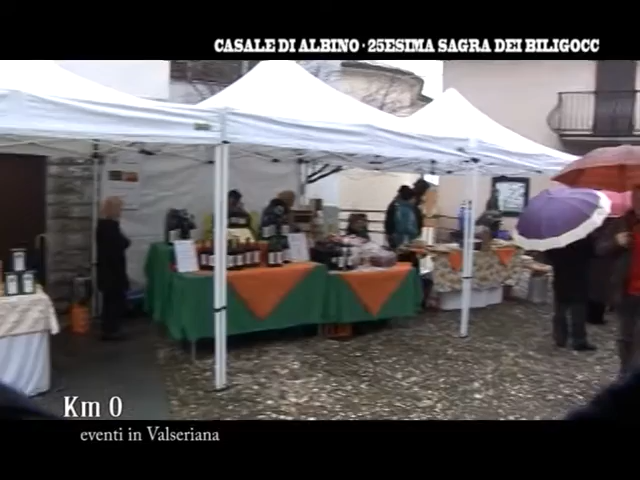 CASALE DI ALBINO · 25ESIMA SAGRA DEI BILIGOCC
Km 0
eventi in Valseriana